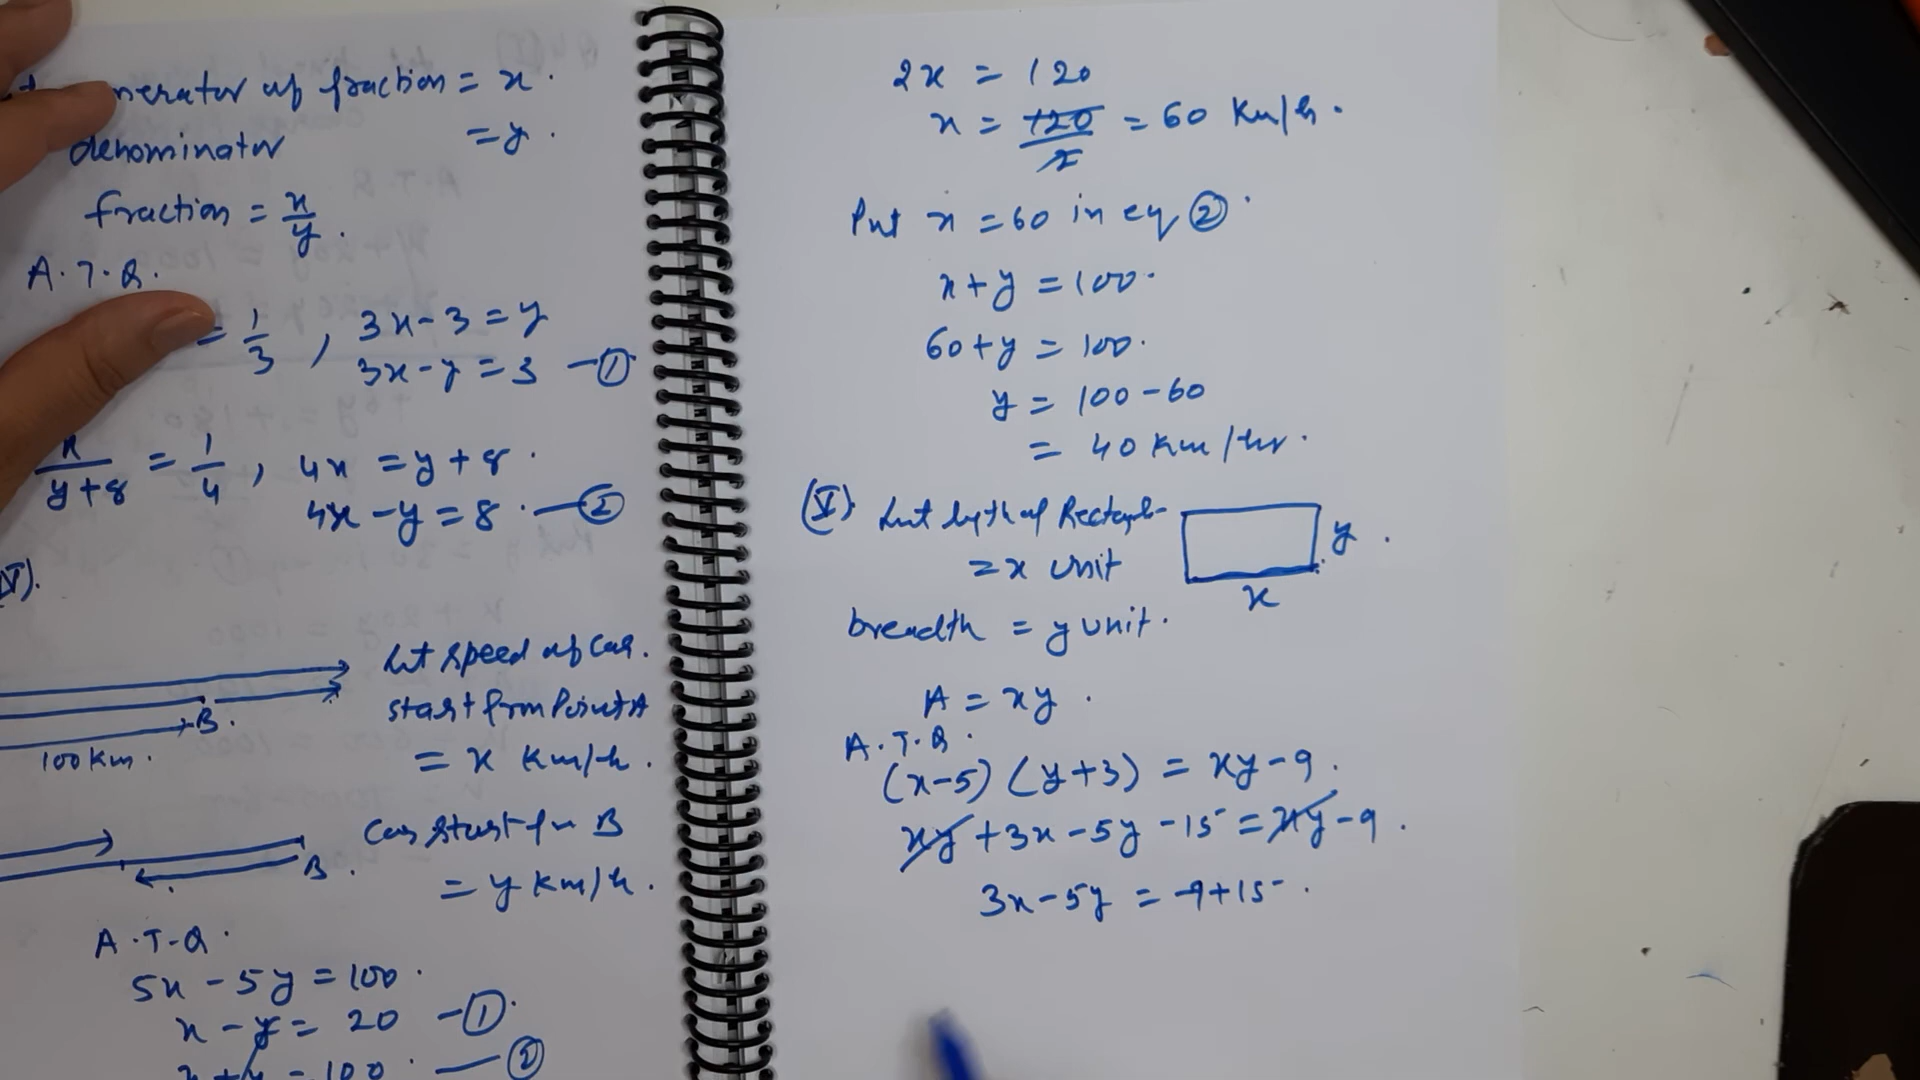 nerator of fraction = x.
denominator = y.
fraction = x/y.
A.T.Q.
= 1/3, 3x-3 = y
3x-y = 3 —①
x/(y+8) = 1/4, 4x = y+8.
4x-y = 8. —②
Let speed of car.
start from Point A
B.
100 Km.
= x Km/h.
Car start fm B
B.
= y Km/h.
A.T.Q.
5x - 5y = 100.
x - y = 20 —①.
x + y = 100. —②
2x = 120
x = 120/2 = 60 Km/h.
Put x = 60 in eq ②.
x+y = 100.
60+y = 100.
y = 100-60
= 40 Km/hr.
(V) Let lgth of Rectangle
= x unit
y.
x
breadth = y unit.
A = xy.
A.T.Q.
(x-5)(y+3) = xy-9.
xy+3x-5y-15 = xy-9.
3x-5y = -9+15.